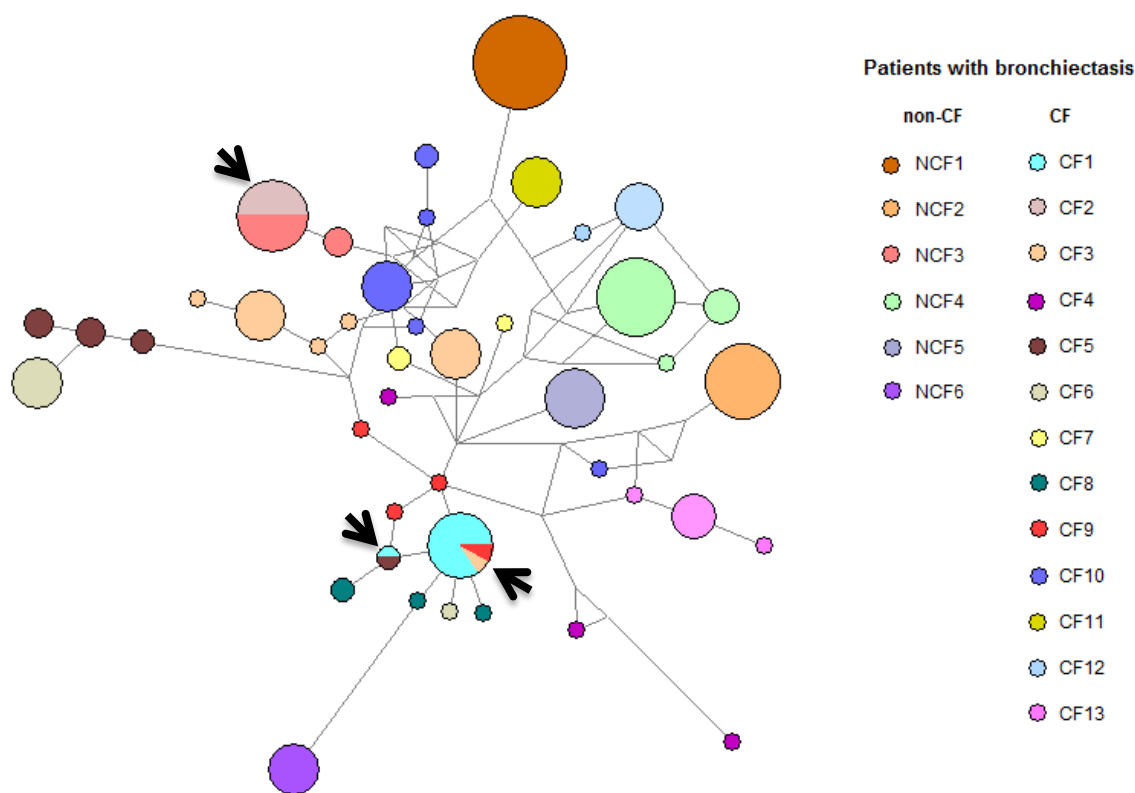 Patients with bronchiectasis
non-CF CF
NCF1 CF1
NCF2 CF2
NCF3 CF3
NCF4 CF4
NCF5 CF5
NCF6 CF6
CF7
CF8
CF9
CF10
CF11
CF12
CF13